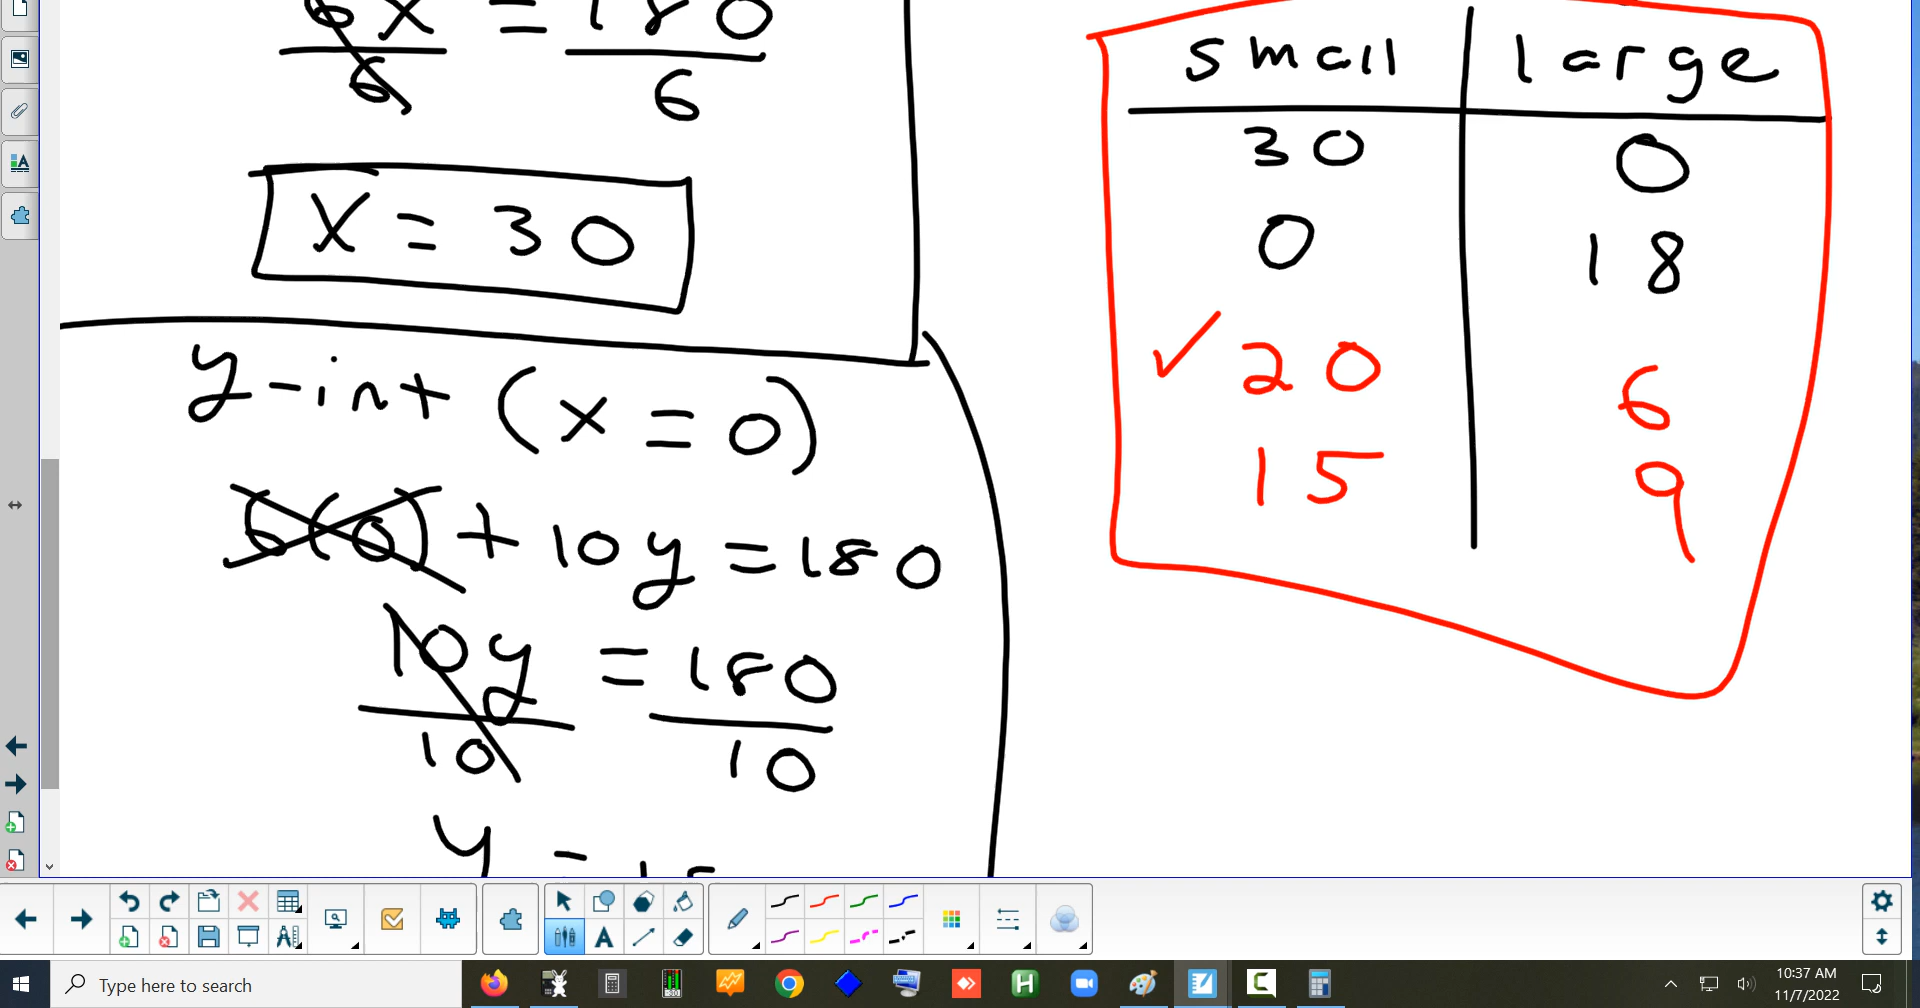 6x = 180
6 6
x = 30
y-int (x = 0)
6(0) + 10y = 180
10y = 180
10 10
y =
small large
30 0
0 18
✓ 20 6
15 9
A
Type here to search
10:37 AM
11/7/2022